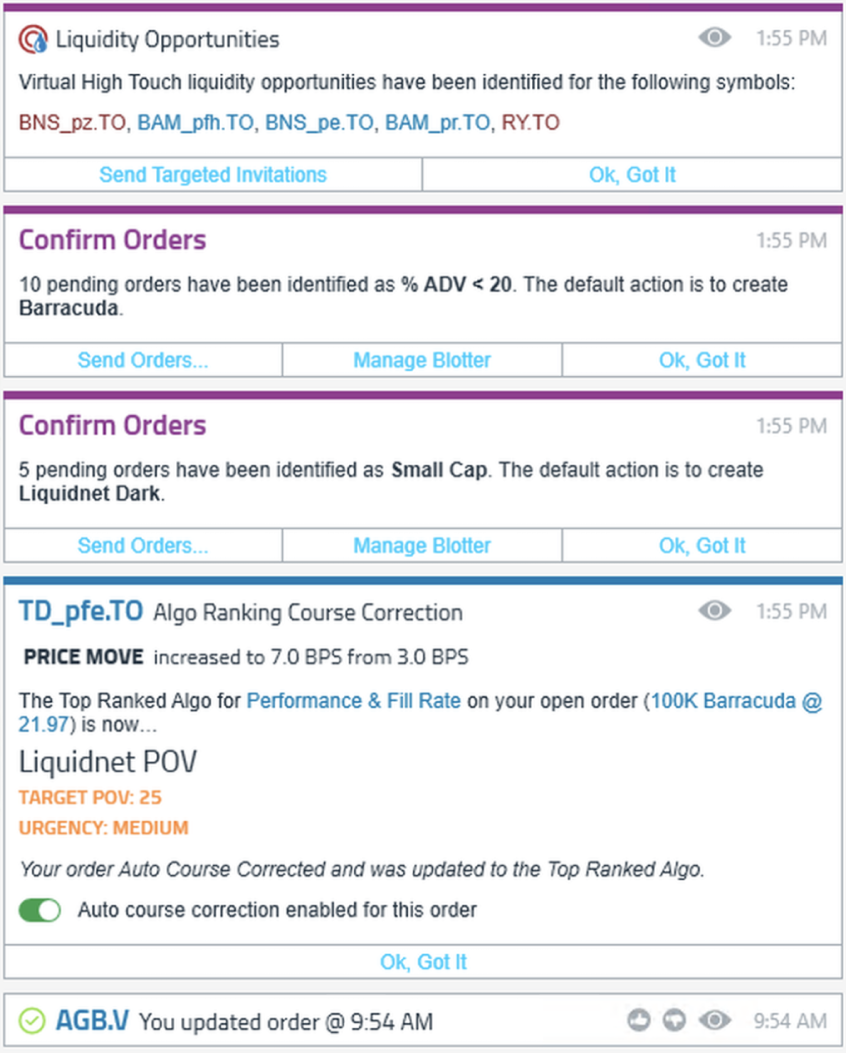 Liquidity Opportunities 1:55 PM
Virtual High Touch liquidity opportunities have been identified for the following symbols:
BNS_pz.TO, BAM_pfh.TO, BNS_pe.TO, BAM_pr.TO, RY.TO
Send Targeted Invitations Ok, Got It
Confirm Orders 1:55 PM
10 pending orders have been identified as % ADV < 20. The default action is to create
Barracuda.
Send Orders... Manage Blotter Ok, Got It
Confirm Orders 1:55 PM
5 pending orders have been identified as Small Cap. The default action is to create
Liquidnet Dark.
Send Orders... Manage Blotter Ok, Got It
TD_pfe.TO Algo Ranking Course Correction 1:55 PM
PRICE MOVE increased to 7.0 BPS from 3.0 BPS
The Top Ranked Algo for Performance & Fill Rate on your open order (100K Barracuda @
21.97) is now...
Liquidnet POV
TARGET POV: 25
URGENCY: MEDIUM
Your order Auto Course Corrected and was updated to the Top Ranked Algo.
Auto course correction enabled for this order
Ok, Got It
AGB.V You updated order @ 9:54 AM 9:54 AM